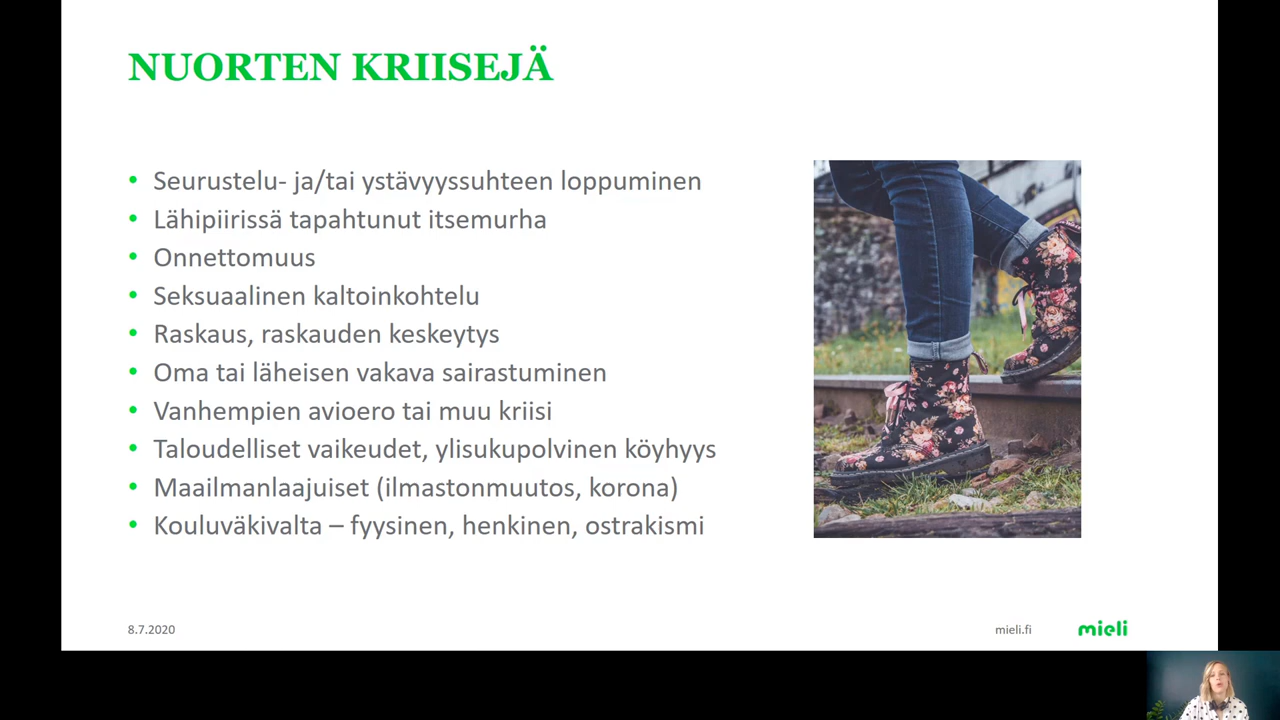 NUORTEN KRIISEJÄ
• Seurustelu- ja/tai ystävyyssuhteen loppuminen
• Lähipiirissä tapahtunut itsemurha
• Onnettomuus
• Seksuaalinen kaltoinkohtelu
• Raskaus, raskauden keskeytys
• Oma tai läheisen vakava sairastuminen
• Vanhempien avioero tai muu kriisi
• Taloudelliset vaikeudet, ylisukupolvinen köyhyys
• Maailmanlaajuiset (ilmastonmuutos, korona)
• Kouluväkivalta – fyysinen, henkinen, ostrakismi
8.7.2020
mieli.fi
mieli